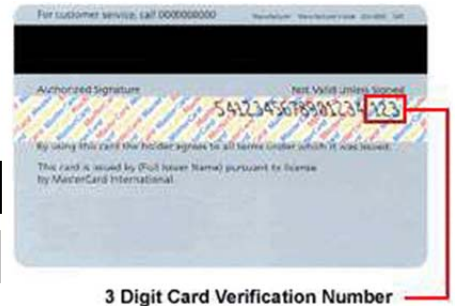 For customer service, call 0000000000
Authorized Signature
Not Valid Unless Signed
5412345678901234 123
By using this card the holder agrees to all terms under which it was issued.
This card is issued by (Full Issuer Name) pursuant to license
by MasterCard International.
3 Digit Card Verification Number